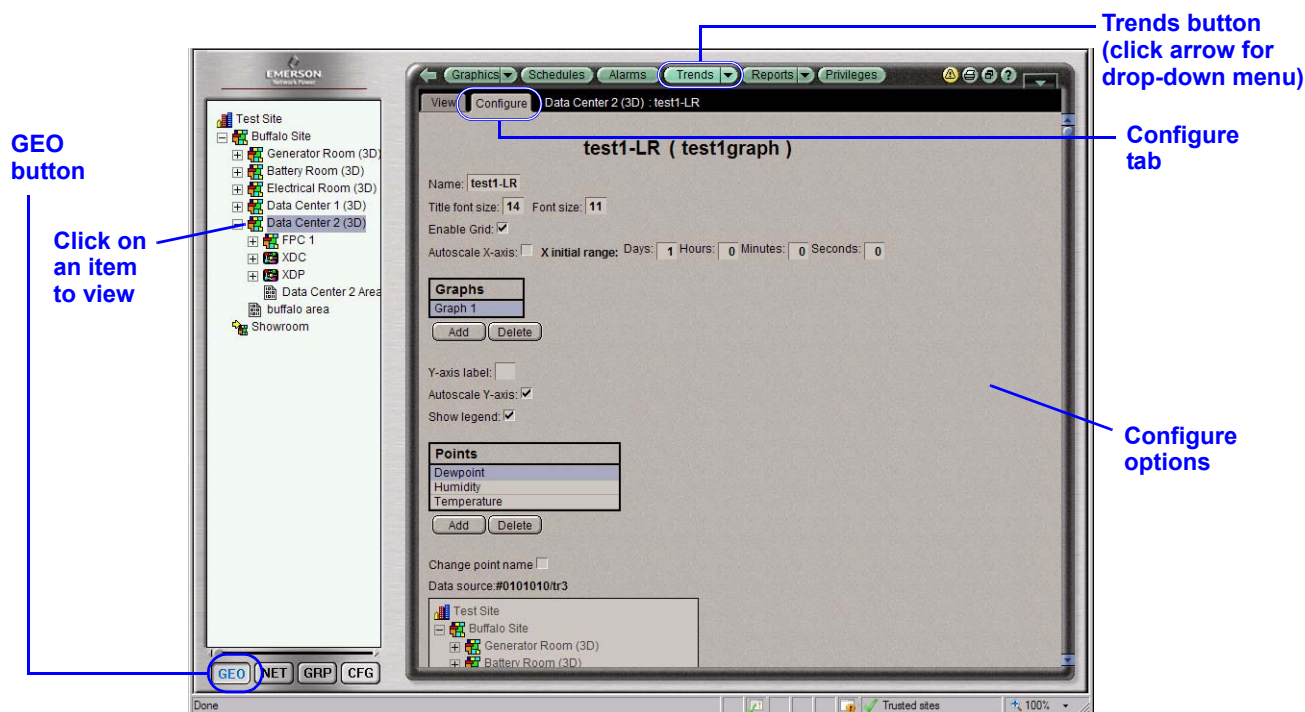 Trends button
(click arrow for
drop-down menu)
EMERSON
Network Power
Graphics Schedules Alarms Trends Reports Privileges
View Configure Data Center 2 (3D) : test1-LR
Configure
tab
GEO
button
Click on
an item
to view
Test Site
Buffalo Site
Generator Room (3D)
Battery Room (3D)
Electrical Room (3D)
Data Center 1 (3D)
Data Center 2 (3D)
FPC 1
XDC
XDP
Data Center 2 Area
buffalo area
Showroom
test1-LR ( test1graph )
Name: test1-LR
Title font size: 14 Font size: 11
Enable Grid:
Autoscale X-axis: X initial range: Days: 1 Hours: 0 Minutes: 0 Seconds: 0
Graphs
Graph 1
Add Delete
Y-axis label:
Autoscale Y-axis:
Show legend:
Configure
options
Points
Dewpoint
Humidity
Temperature
Add Delete
Change point name
Data source:#0101010/tr3
Test Site
Buffalo Site
Generator Room (3D)
Battery Room (3D)
GEO NET GRP CFG
Done Trusted sites 100%